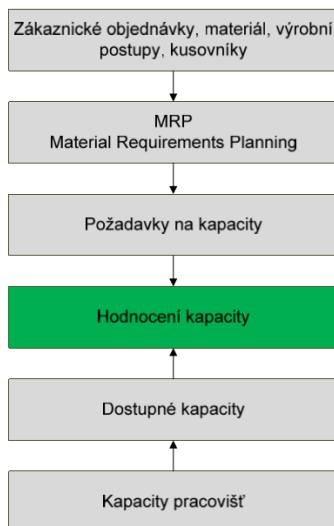 Zákaznické objednávky, materiál, výrobní
postupy, kusovníky
MRP
Material Requirements Planning
Požadavky na kapacity
Hodnocení kapacity
Dostupné kapacity
Kapacity pracovišť